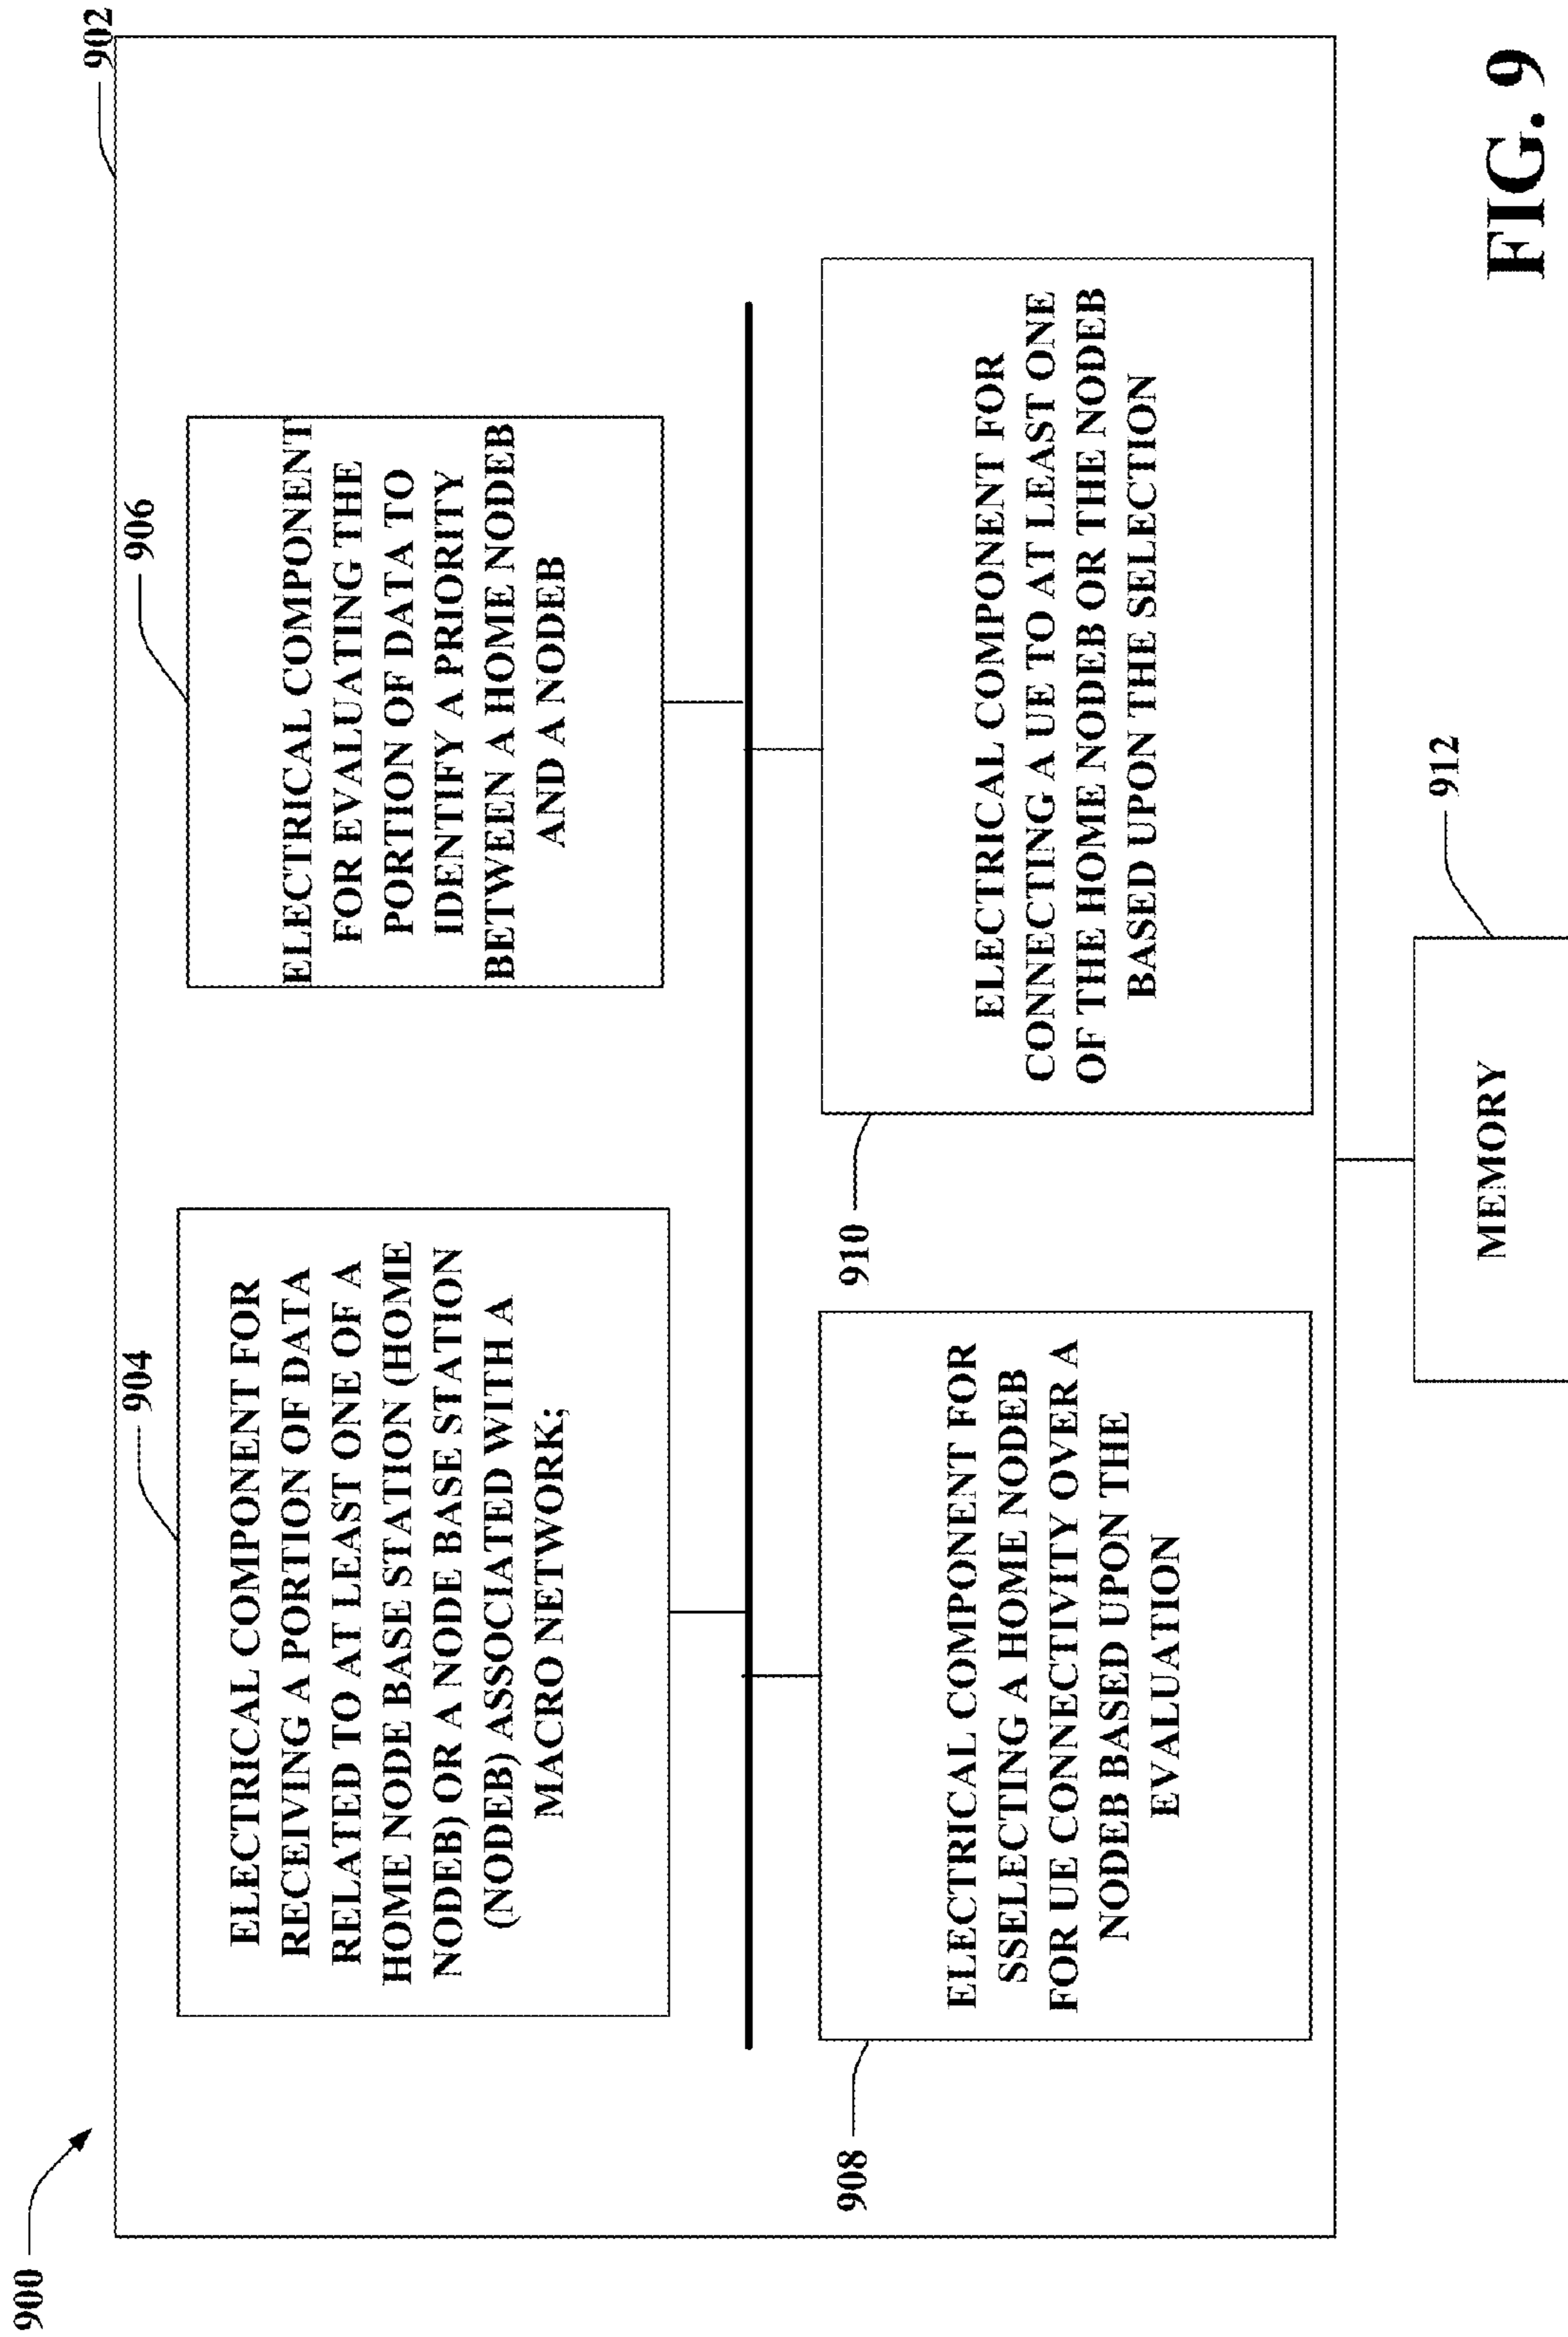 900
902
904
ELECTRICAL COMPONENT FOR
RECEIVING A PORTION OF DATA
RELATED TO AT LEAST ONE OF A
HOME NODE BASE STATION (HOME
NODEB) OR A NODE BASE STATION
(NODEB) ASSOCIATED WITH A
MACRO NETWORK;
906
ELECTRICAL COMPONENT
FOR EVALUATING THE
PORTION OF DATA TO
IDENTIFY A PRIORITY
BETWEEN A HOME NODEB
AND A NODEB
908
ELECTRICAL COMPONENT FOR
SSELECTING A HOME NODEB
FOR UE CONNECTIVITY OVER A
NODEB BASED UPON THE
EVALUATION
910
ELECTRICAL COMPONENT FOR
CONNECTING A UE TO AT LEAST ONE
OF THE HOME NODEB OR THE NODEB
BASED UPON THE SELECTION
912
MEMORY
FIG. 9